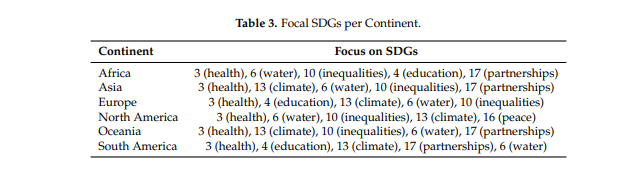 Table 3. Focal SDGs per Continent.
Continent Focus on SDGs
Africa 3 (health), 6 (water), 10 (inequalities), 4 (education), 17 (partnerships)
Asia 3 (health), 13 (climate), 6 (water), 10 (inequalities), 17 (partnerships)
Europe 3 (health), 4 (education), 13 (climate), 6 (water), 10 (inequalities)
North America 3 (health), 6 (water), 10 (inequalities), 13 (climate), 16 (peace)
Oceania 3 (health), 13 (climate), 10 (inequalities), 6 (water), 17 (partnerships)
South America 3 (health), 4 (education), 13 (climate), 17 (partnerships), 6 (water)